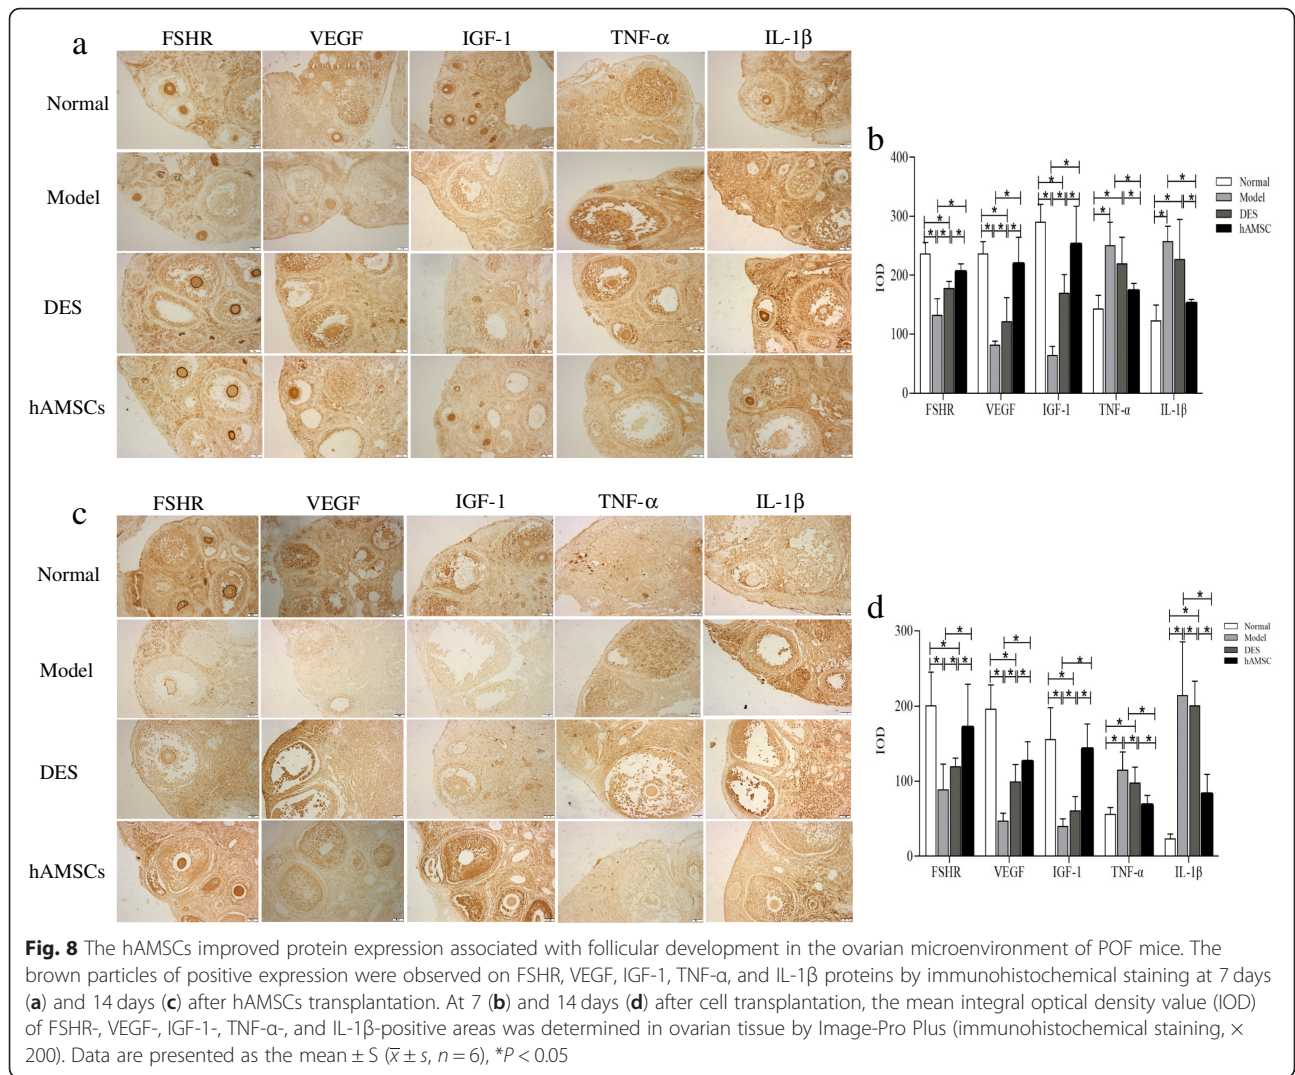 a
FSHR VEGF IGF-1 TNF-α IL-1β
Normal
Model
DES
hAMSCs
b
400
300
200
100
0
IOD
* * * * * * * * * * * * * * * * * * * * * *
FSHR VEGF IGF-1 TNF-α IL-1β
Normal
Model
DES
hAMSC
c
FSHR VEGF IGF-1 TNF-α IL-1β
Normal
Model
DES
hAMSCs
d
300
200
100
0
IOD
* * * * * * * * * * * * * * * * * * * * * * * * *
FSHR VEGF IGF-1 TNF-α IL-1β
Normal
Model
DES
hAMSC
Fig. 8 The hAMSCs improved protein expression associated with follicular development in the ovarian microenvironment of POF mice. The
brown particles of positive expression were observed on FSHR, VEGF, IGF-1, TNF-α, and IL-1β proteins by immunohistochemical staining at 7 days
(a) and 14 days (c) after hAMSCs transplantation. At 7 (b) and 14 days (d) after cell transplantation, the mean integral optical density value (IOD)
of FSHR-, VEGF-, IGF-1-, TNF-α-, and IL-1β-positive areas was determined in ovarian tissue by Image-Pro Plus (immunohistochemical staining, ×
200). Data are presented as the mean ± S (x̅ ± s, n = 6), *P < 0.05